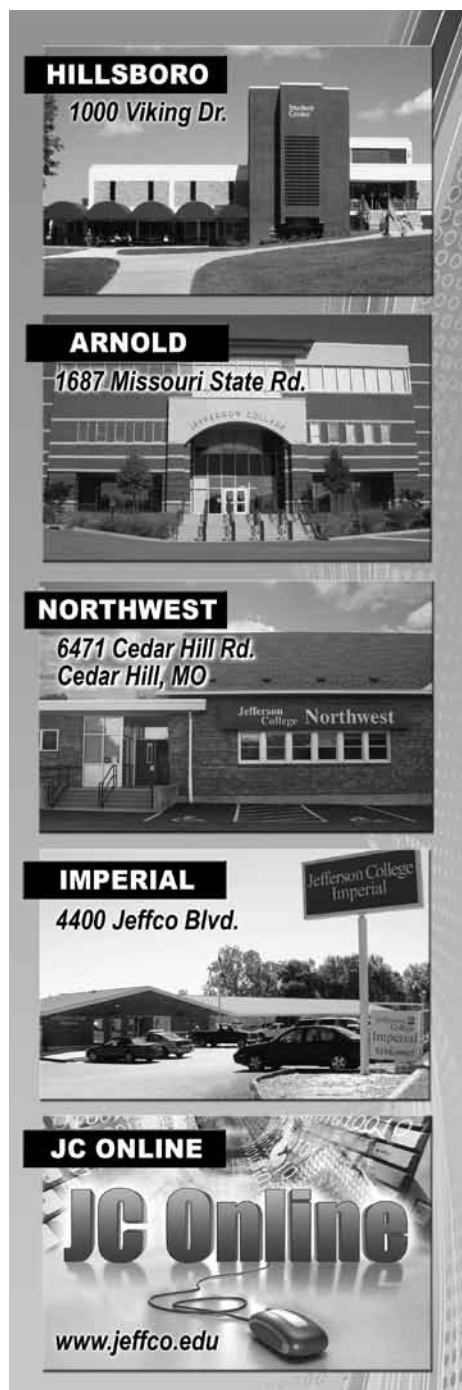 HILLSBORO
1000 Viking Dr.
Student
Center
ARNOLD
1687 Missouri State Rd.
JEFFERSON COLLEGE
NORTHWEST
6471 Cedar Hill Rd.
Cedar Hill, MO
Jefferson
College Northwest
IMPERIAL
4400 Jeffco Blvd.
Jefferson College
Imperial
College
Imperial
Welcome!
JC ONLINE
JC Online
www.jeffco.edu